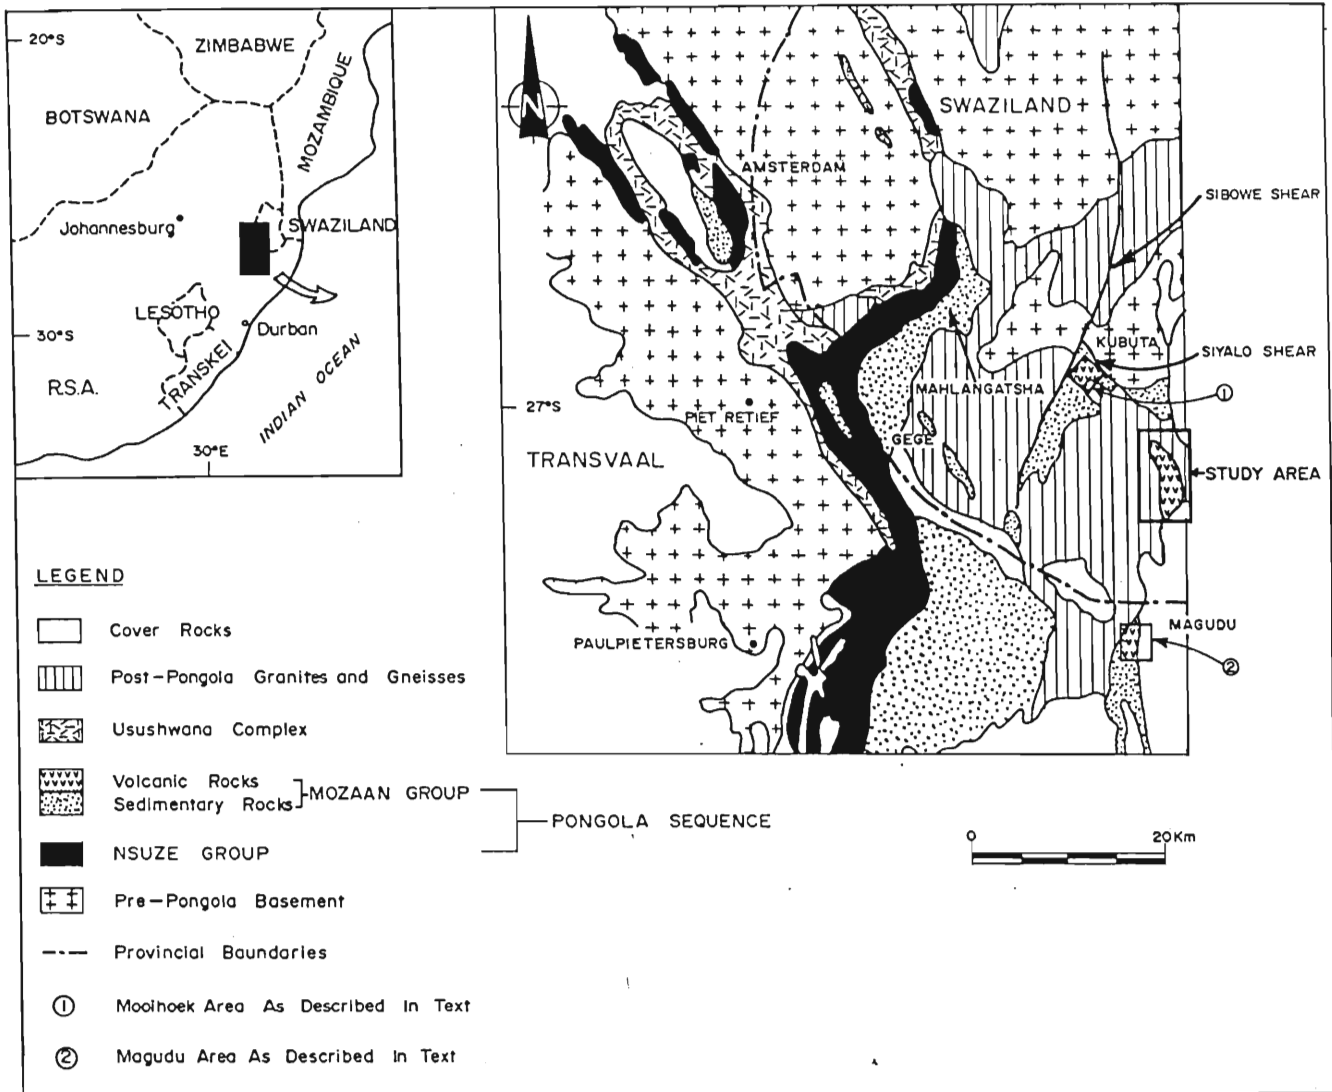 20°S
ZIMBABWE
MOZAMBIQUE
BOTSWANA
Johannesburg
SWAZILAND
LESOTHO
Durban
30°S
TRANSKEI
R.S.A.
INDIAN OCEAN
30°E
N
SWAZILAND
AMSTERDAM
SIBOWE SHEAR
KUBUTA
SIYALO SHEAR
MAHLANGATSHA
1
27°S
PIET RETIEF
GEGE
TRANSVAAL
STUDY AREA
MAGUDU
PAULPIETERSBURG
2
LEGEND
Cover Rocks
Post-Pongola Granites and Gneisses
Usushwana Complex
Volcanic Rocks
Sedimentary Rocks
MOZAAN GROUP
PONGOLA SEQUENCE
NSUZE GROUP
Pre-Pongola Basement
Provincial Boundaries
1 Mooihoek Area As Described In Text
2 Magudu Area As Described In Text
0 20Km